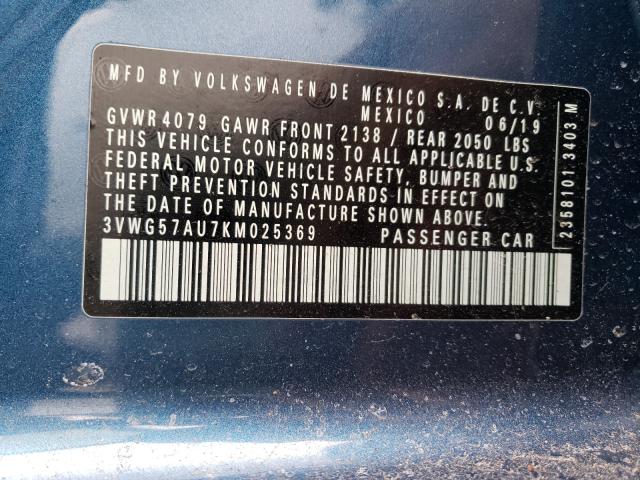 MFD BY VOLKSWAGEN DE MEXICO S.A. DE C.V.
MEXICO 06/19
GVWR 4079 GAWR FRONT 2138 / REAR 2050 LBS
THIS VEHICLE CONFORMS TO ALL APPLICABLE U.S.
FEDERAL MOTOR VEHICLE SAFETY, BUMPER AND
THEFT PREVENTION STANDARDS IN EFFECT ON
THE DATE OF MANUFACTURE SHOWN ABOVE.
3VWG57AU7KM025369 PASSENGER CAR
2358101 3403 M